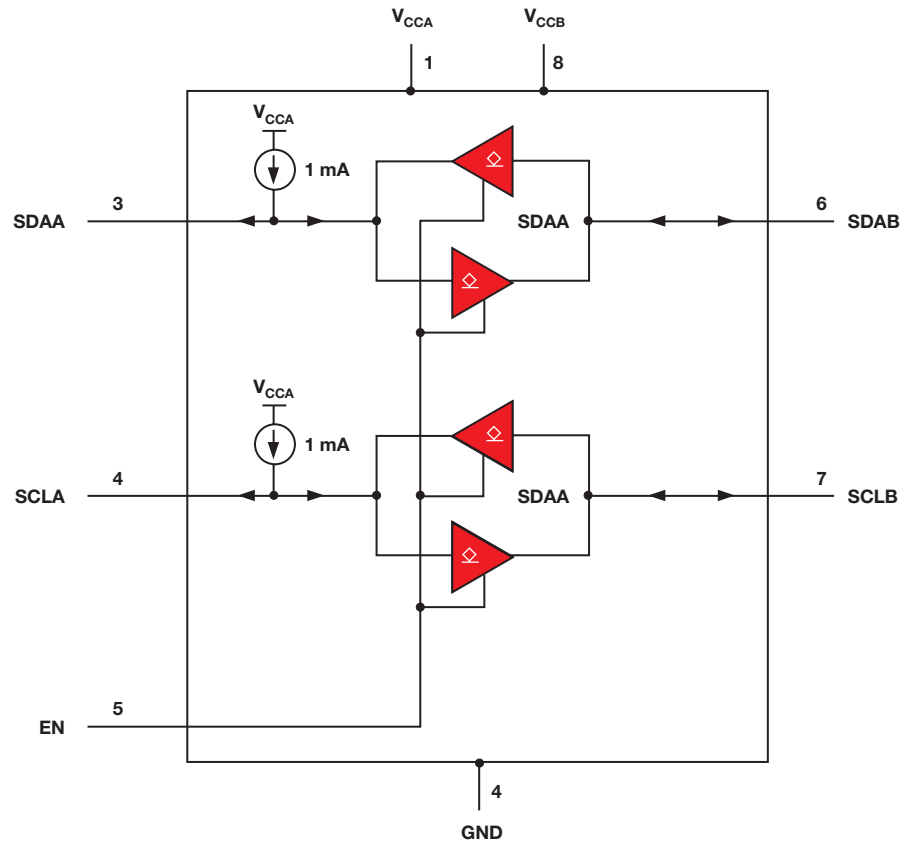 VCCA VCCB
1 8
VCCA
1 mA
3
SDAA
SDAA
6
SDAB
VCCA
1 mA
4
SCLA
SDAA
7
SCLB
5
EN
4
GND